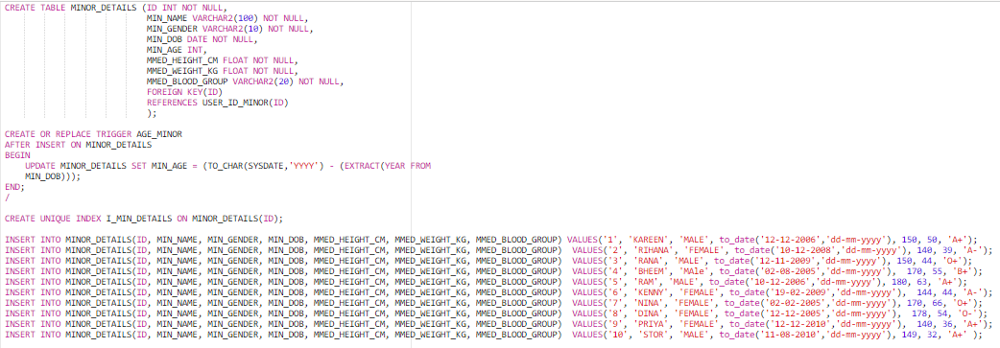 CREATE TABLE MINOR_DETAILS (ID INT NOT NULL,
MIN_NAME VARCHAR2(100) NOT NULL,
MIN_GENDER VARCHAR2(10) NOT NULL,
MIN_DOB DATE NOT NULL,
MIN_AGE INT,
MMED_HEIGHT_CM FLOAT NOT NULL,
MMED_WEIGHT_KG FLOAT NOT NULL,
MMED_BLOOD_GROUP VARCHAR2(20) NOT NULL,
FOREIGN KEY(ID)
REFERENCES USER_ID_MINOR(ID)
);
CREATE OR REPLACE TRIGGER AGE_MINOR
AFTER INSERT ON MINOR_DETAILS
BEGIN
UPDATE MINOR_DETAILS SET MIN_AGE = (TO_CHAR(SYSDATE,'YYYY') - (EXTRACT(YEAR FROM
MIN_DOB)));
END;
/
CREATE UNIQUE INDEX I_MIN_DETAILS ON MINOR_DETAILS(ID);
INSERT INTO MINOR_DETAILS(ID, MIN_NAME, MIN_GENDER, MIN_DOB, MMED_HEIGHT_CM, MMED_WEIGHT_KG, MMED_BLOOD_GROUP) VALUES('1', 'KAREEN', 'MALE', to_date('12-12-2006','dd-mm-yyyy'), 150, 50, 'A+');
INSERT INTO MINOR_DETAILS(ID, MIN_NAME, MIN_GENDER, MIN_DOB, MMED_HEIGHT_CM, MMED_WEIGHT_KG, MMED_BLOOD_GROUP) VALUES('2', 'RIHANA', 'FEMALE', to_date('10-12-2008','dd-mm-yyyy'), 140, 39, 'A-');
INSERT INTO MINOR_DETAILS(ID, MIN_NAME, MIN_GENDER, MIN_DOB, MMED_HEIGHT_CM, MMED_WEIGHT_KG, MMED_BLOOD_GROUP) VALUES('3', 'RANA', 'MALE', to_date('12-11-2009','dd-mm-yyyy'), 150, 44, 'O+');
INSERT INTO MINOR_DETAILS(ID, MIN_NAME, MIN_GENDER, MIN_DOB, MMED_HEIGHT_CM, MMED_WEIGHT_KG, MMED_BLOOD_GROUP) VALUES('4', 'BHEEM', 'MAle', to_date('02-08-2005','dd-mm-yyyy'), 170, 55, 'B+');
INSERT INTO MINOR_DETAILS(ID, MIN_NAME, MIN_GENDER, MIN_DOB, MMED_HEIGHT_CM, MMED_WEIGHT_KG, MMED_BLOOD_GROUP) VALUES('5', 'RAM', 'MALE', to_date('10-12-2006','dd-mm-yyyy'), 180, 63, 'A+');
INSERT INTO MINOR_DETAILS(ID, MIN_NAME, MIN_GENDER, MIN_DOB, MMED_HEIGHT_CM, MMED_WEIGHT_KG, MMED_BLOOD_GROUP) VALUES('6', 'KENNY', 'FEMALE', to_date('19-02-2009','dd-mm-yyyy'), 144, 44, 'A-');
INSERT INTO MINOR_DETAILS(ID, MIN_NAME, MIN_GENDER, MIN_DOB, MMED_HEIGHT_CM, MMED_WEIGHT_KG, MMED_BLOOD_GROUP) VALUES('7', 'NINA', 'FEMALE', to_date('02-02-2005','dd-mm-yyyy'), 170, 66, 'O+');
INSERT INTO MINOR_DETAILS(ID, MIN_NAME, MIN_GENDER, MIN_DOB, MMED_HEIGHT_CM, MMED_WEIGHT_KG, MMED_BLOOD_GROUP) VALUES('8', 'DINA', 'FEMALE', to_date('12-12-2005','dd-mm-yyyy'), 178, 54, 'O-');
INSERT INTO MINOR_DETAILS(ID, MIN_NAME, MIN_GENDER, MIN_DOB, MMED_HEIGHT_CM, MMED_WEIGHT_KG, MMED_BLOOD_GROUP) VALUES('9', 'PRIYA', 'FEMALE', to_date('12-12-2010','dd-mm-yyyy'), 140, 36, 'A+');
INSERT INTO MINOR_DETAILS(ID, MIN_NAME, MIN_GENDER, MIN_DOB, MMED_HEIGHT_CM, MMED_WEIGHT_KG, MMED_BLOOD_GROUP) VALUES('10', 'STOR', 'MALE', to_date('11-08-2010','dd-mm-yyyy'), 149, 32, 'A+' );